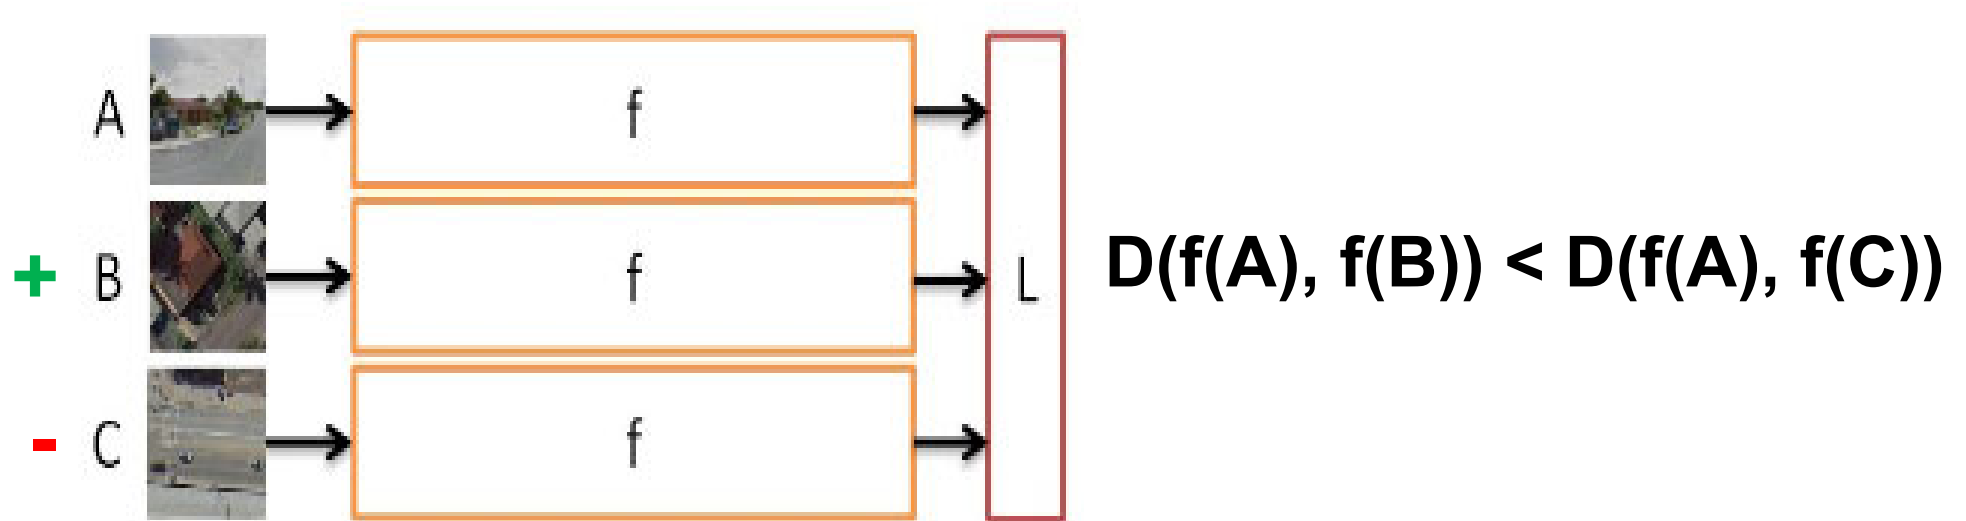 A f
+ B f L D(f(A), f(B)) < D(f(A), f(C))
- C f